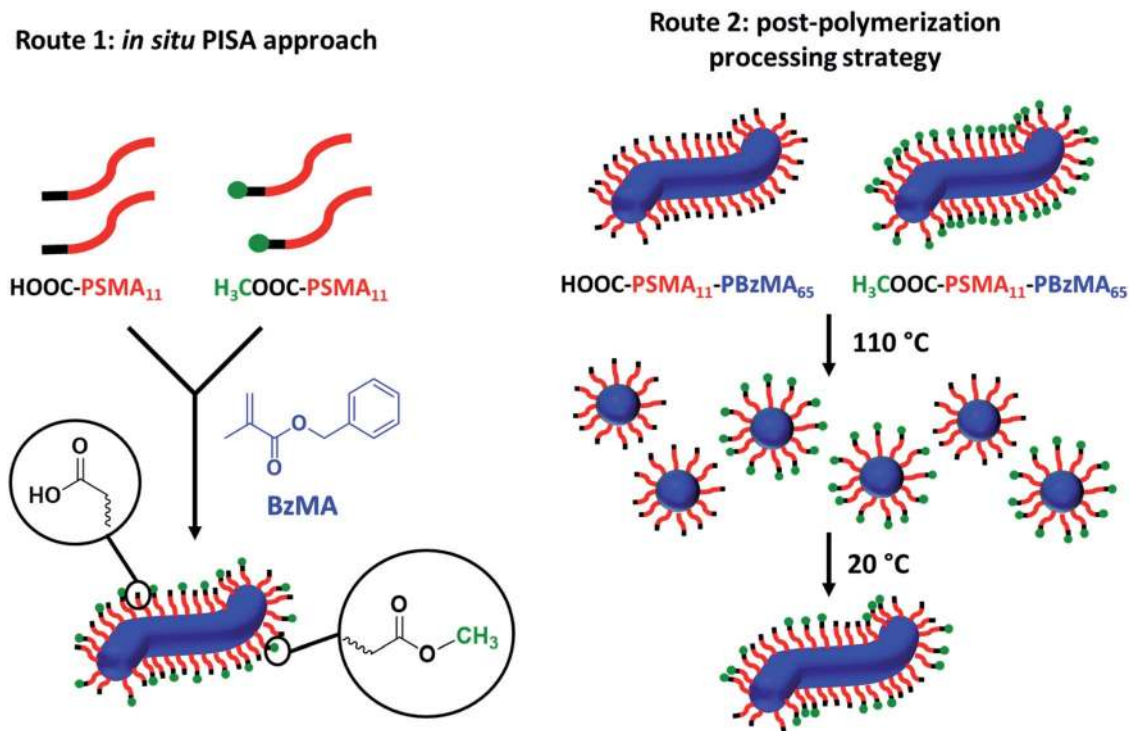 Route 1: in situ PISA approach
HOOC-PSMA₁₁
H₃COOC-PSMA₁₁
O
O
BzMA
O
HO
O
O
CH₃
Route 2: post-polymerization
processing strategy
HOOC-PSMA₁₁-PBzMA₆₅
H₃COOC-PSMA₁₁-PBzMA₆₅
110 °C
20 °C